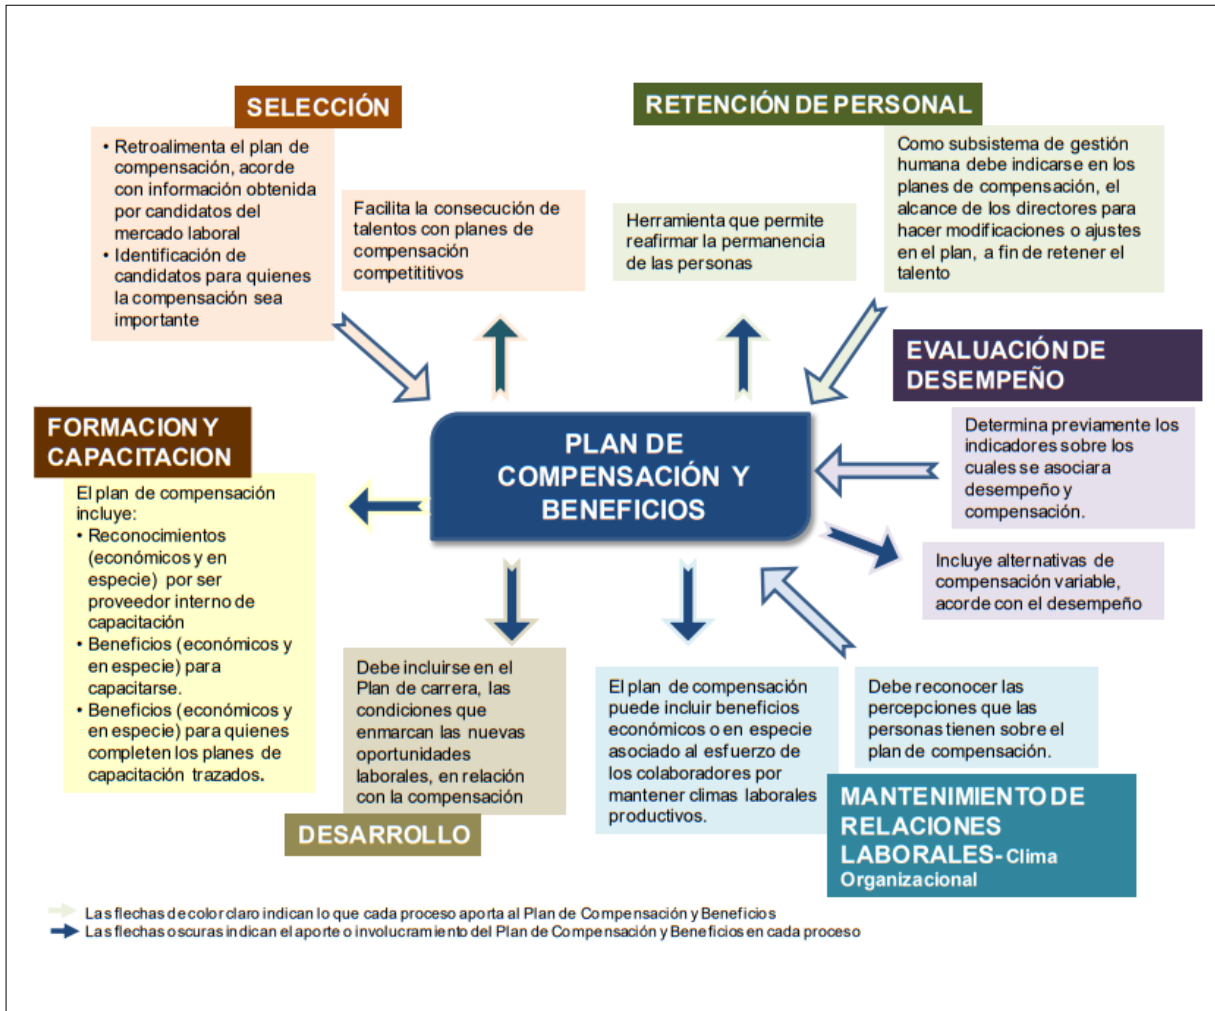 SELECCIÓN
• Retroalimenta el plan de
compensación, acorde
con información obtenida
por candidatos del
mercado laboral
• Identificación de
candidatos para quienes
la compensación sea
importante
Facilita la consecución de
talentos con planes de
compensación
competititivos
RETENCIÓN DE PERSONAL
Herramienta que permite
reafirmar la permanencia
de las personas
Como subsistema de gestión
humana debe indicarse en los
planes de compensación, el
alcance de los directores para
hacer modificaciones o ajustes
en el plan, a fin de retener el
talento
EVALUACIÓN DE
DESEMPEÑO
Determina previamente los
indicadores sobre los
cuales se asociara
desempeño y
compensación.
Incluye alternativas de
compensación variable,
acorde con el desempeño
PLAN DE
COMPENSACIÓN Y
BENEFICIOS
FORMACION Y
CAPACITACION
El plan de compensación
incluye:
• Reconocimientos
(económicos y en
especie) por ser
proveedor interno de
capacitación
• Beneficios (económicos y
en especie) para
capacitarse.
• Beneficios (económicos y
en especie) para quienes
completen los planes de
capacitación trazados.
Debe incluirse en el
Plan de carrera, las
condiciones que
enmarcan las nuevas
oportunidades
laborales, en relación
con la compensación
DESARROLLO
El plan de compensación
puede incluir beneficios
económicos o en especie
asociado al esfuerzo de
los colaboradores por
mantener climas laborales
productivos.
Debe reconocer las
percepciones que las
personas tienen sobre el
plan de compensación.
MANTENIMIENTO DE
RELACIONES
LABORALES- Clima
Organizacional
Las flechas de color claro indican lo que cada proceso aporta al Plan de Compensación y Beneficios
Las flechas oscuras indican el aporte o involucramiento del Plan de Compensación y Beneficios en cada proceso